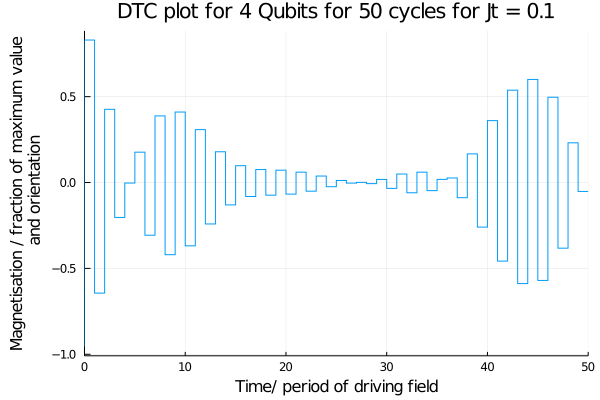 DTC plot for 4 Qubits for 50 cycles for Jt = 0.1
Magnetisation / fraction of maximum value
and orientation
0.5
0.0
−0.5
−1.0
0 10 20 30 40 50
Time/ period of driving field